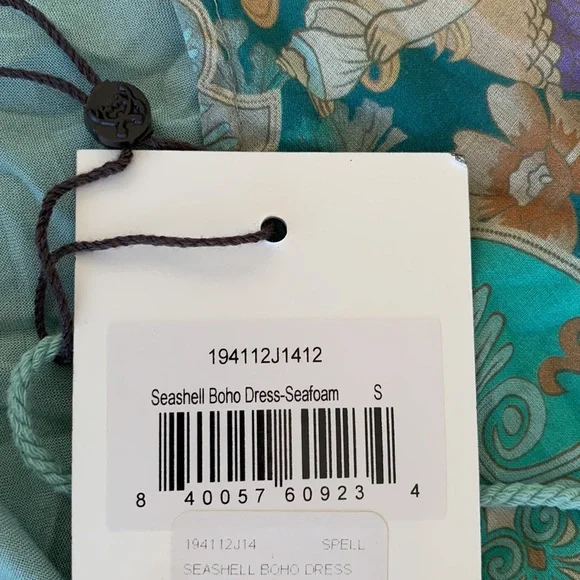 194112J1412
Seashell Boho Dress-Seafoam S
8 40057 60923 4
194112J14 SPELL
SEASHELL BOHO DRESS